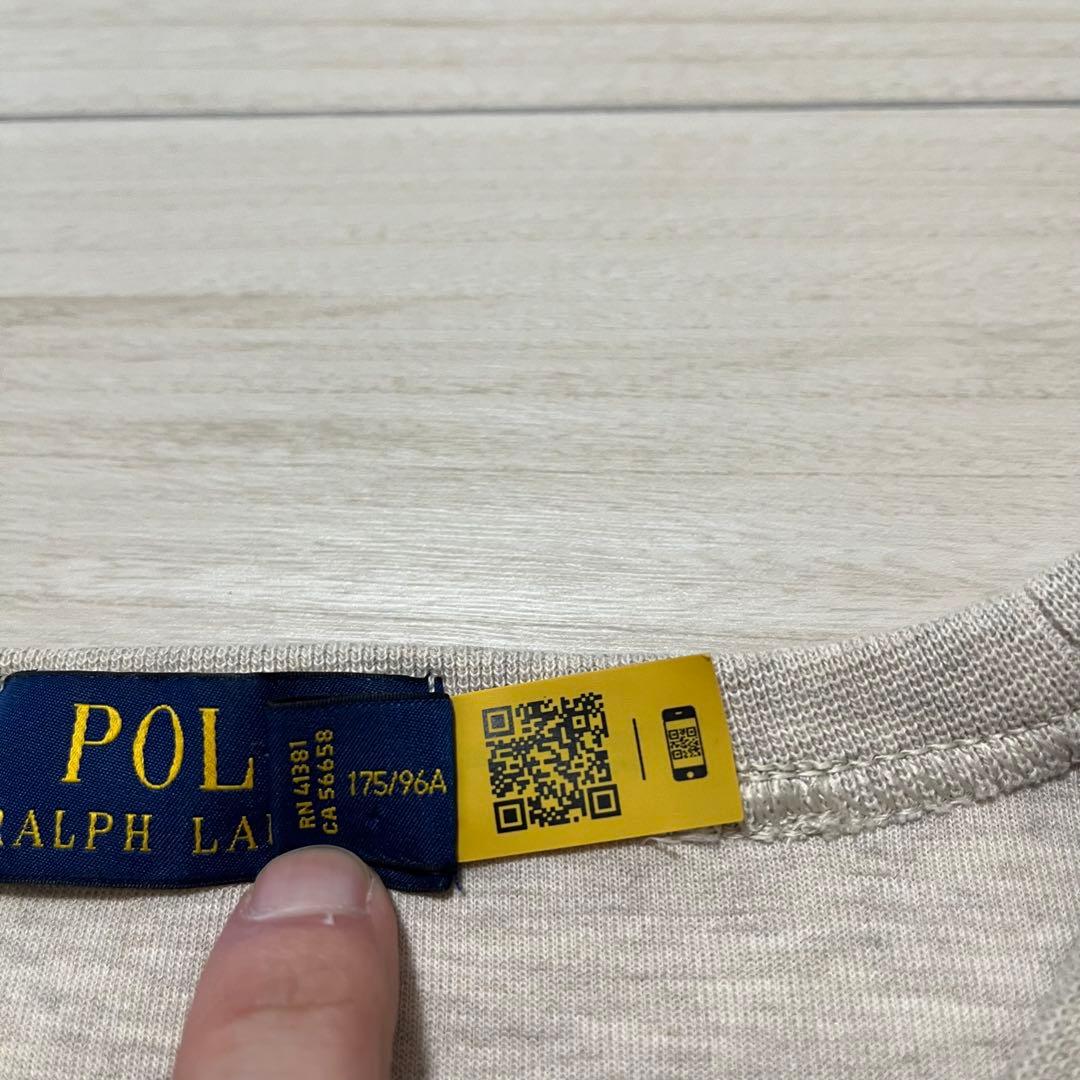 POL
RALPH LA
RN 41381
CA 56658
175/96A